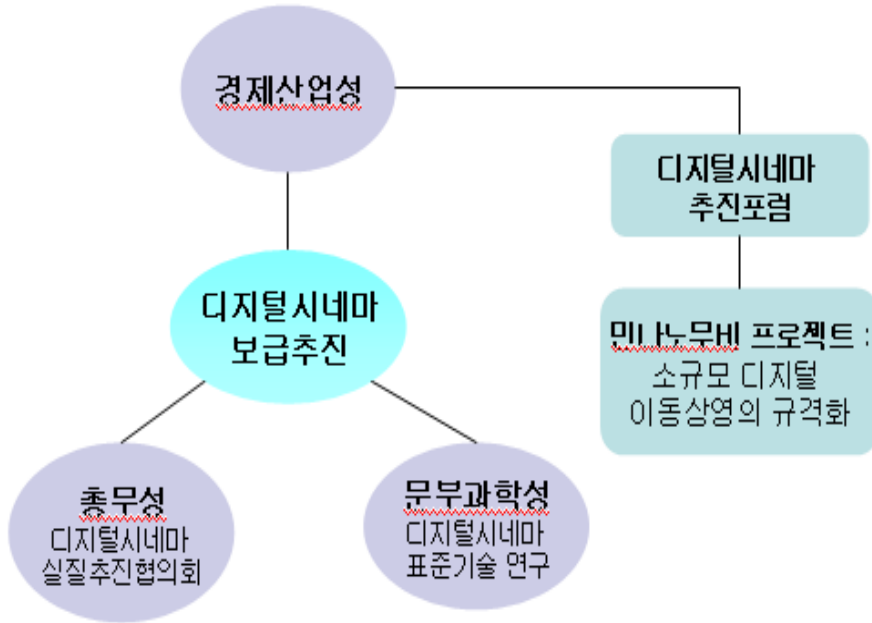 경제산업성
디지털시네마
추진포럼
디지털시네마
보급추진
민나노무비 프로젝트 :
소규모 디지털
이동상영의 규격화
총무성
디지털시네마
실질추진협의회
문부과학성
디지털시네마
표준기술 연구